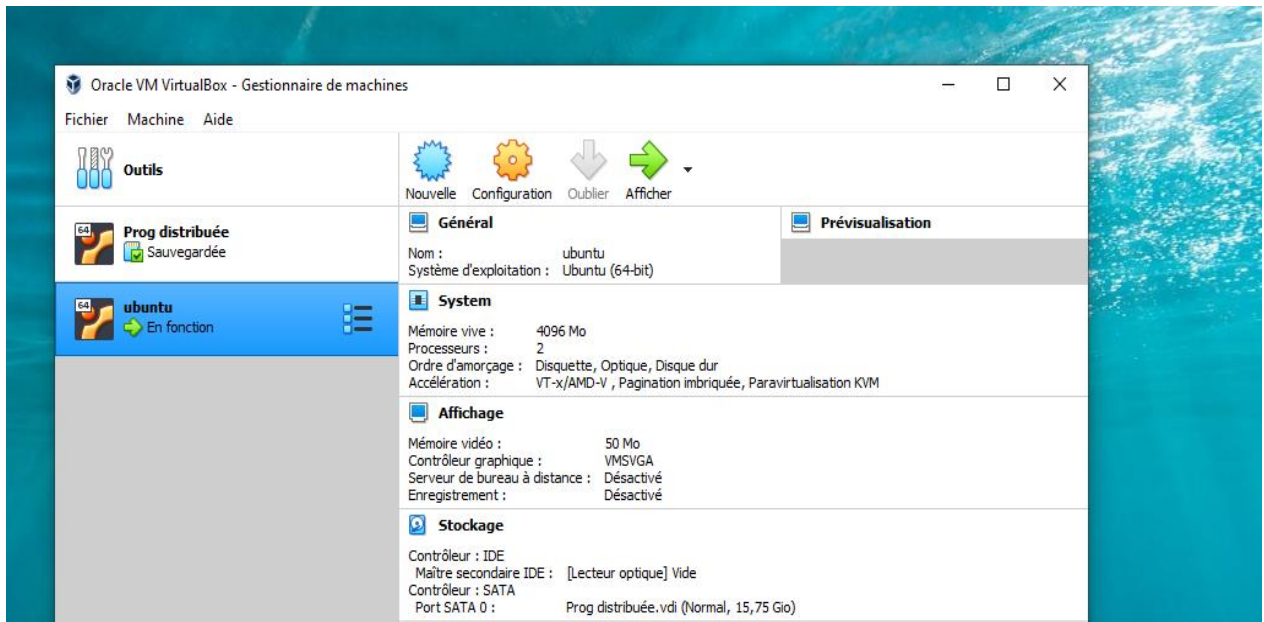 Oracle VM VirtualBox - Gestionnaire de machines
Fichier Machine Aide
Outils
Nouvelle Configuration Oublier Afficher
64
Prog distribuée
Sauvegardée
64
ubuntu
En fonction
Général
Nom : ubuntu
Système d'exploitation : Ubuntu (64-bit)
Prévisualisation
System
Mémoire vive : 4096 Mo
Processeurs : 2
Ordre d'amorçage : Disquette, Optique, Disque dur
Accélération : VT-x/AMD-V , Pagination imbriquée, Paravirtualisation KVM
Affichage
Mémoire vidéo : 50 Mo
Contrôleur graphique : VMSVGA
Serveur de bureau à distance : Désactivé
Enregistrement : Désactivé
Stockage
Contrôleur : IDE
Maître secondaire IDE : [Lecteur optique] Vide
Contrôleur : SATA
Port SATA 0 : Prog distribuée.vdi (Normal, 15,75 Gio)